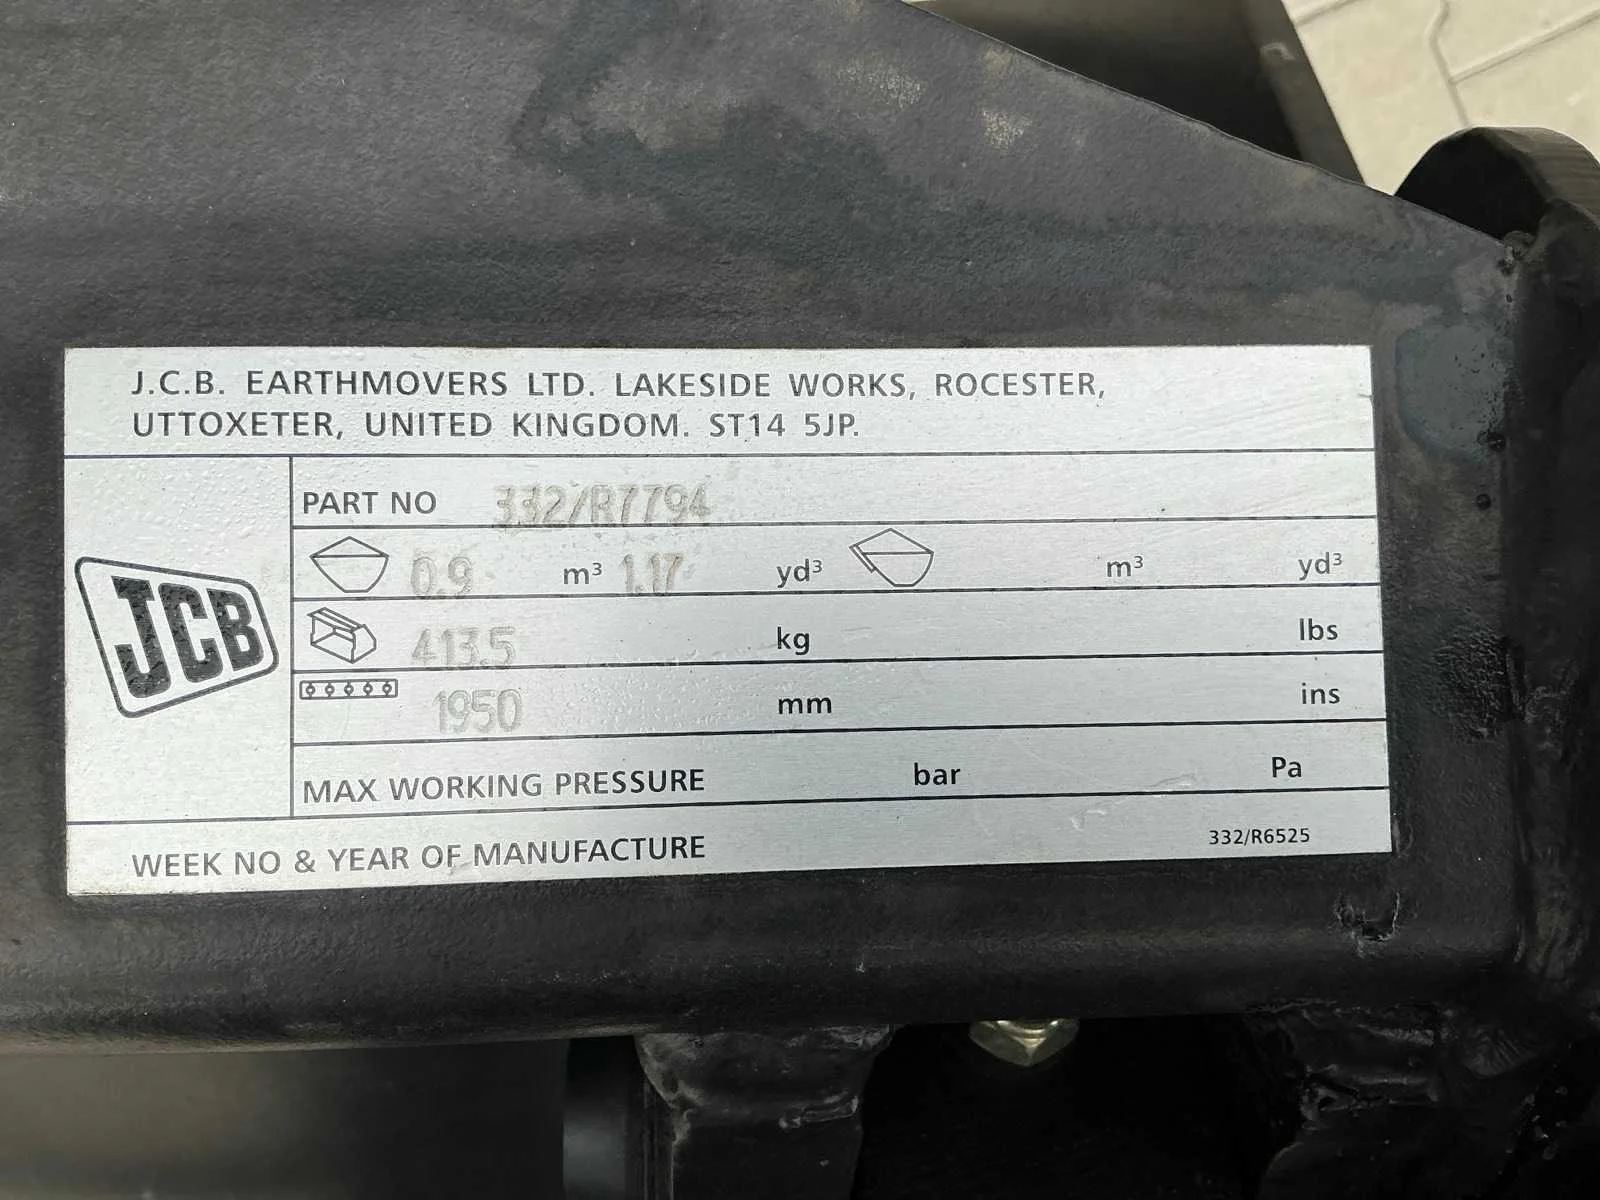 J.C.B. EARTHMOVERS LTD. LAKESIDE WORKS, ROCESTER,
UTTOXETER, UNITED KINGDOM. ST14 5JP.
JCB
PART NO 332/R7794
0.9 m³ 1.17 yd³ m³ yd³
413.5 kg lbs
1950 mm ins
MAX WORKING PRESSURE bar Pa
WEEK NO & YEAR OF MANUFACTURE 332/R6525